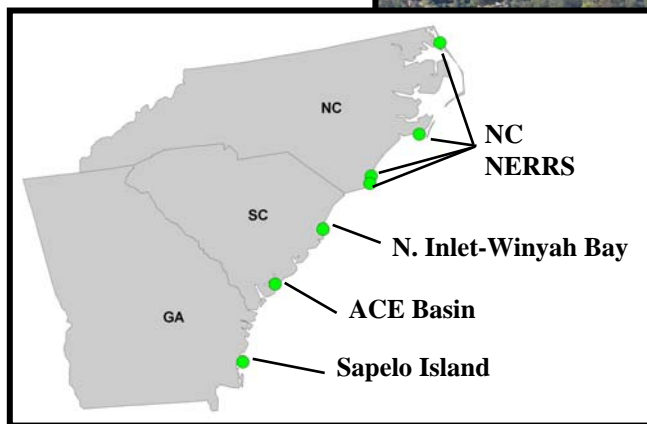 NC
NC
NERRS
SC
N. Inlet-Winyah Bay
ACE Basin
GA
Sapelo Island